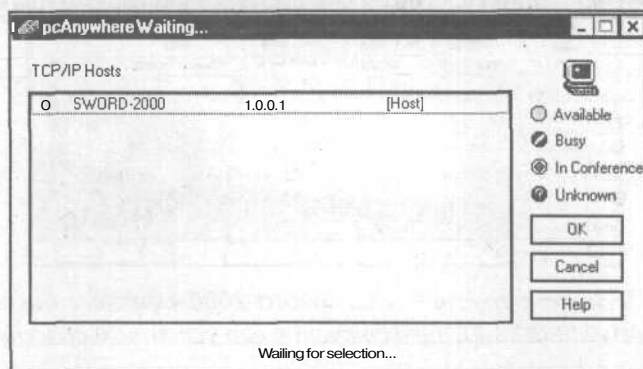 pcAnywhere Waiting...
TCP/IP Hosts
O SWORD-2000 1.0.0.1 [Host]
Available
Busy
In Conference
Unknown
OK
Cancel
Help
Wailing for selection...